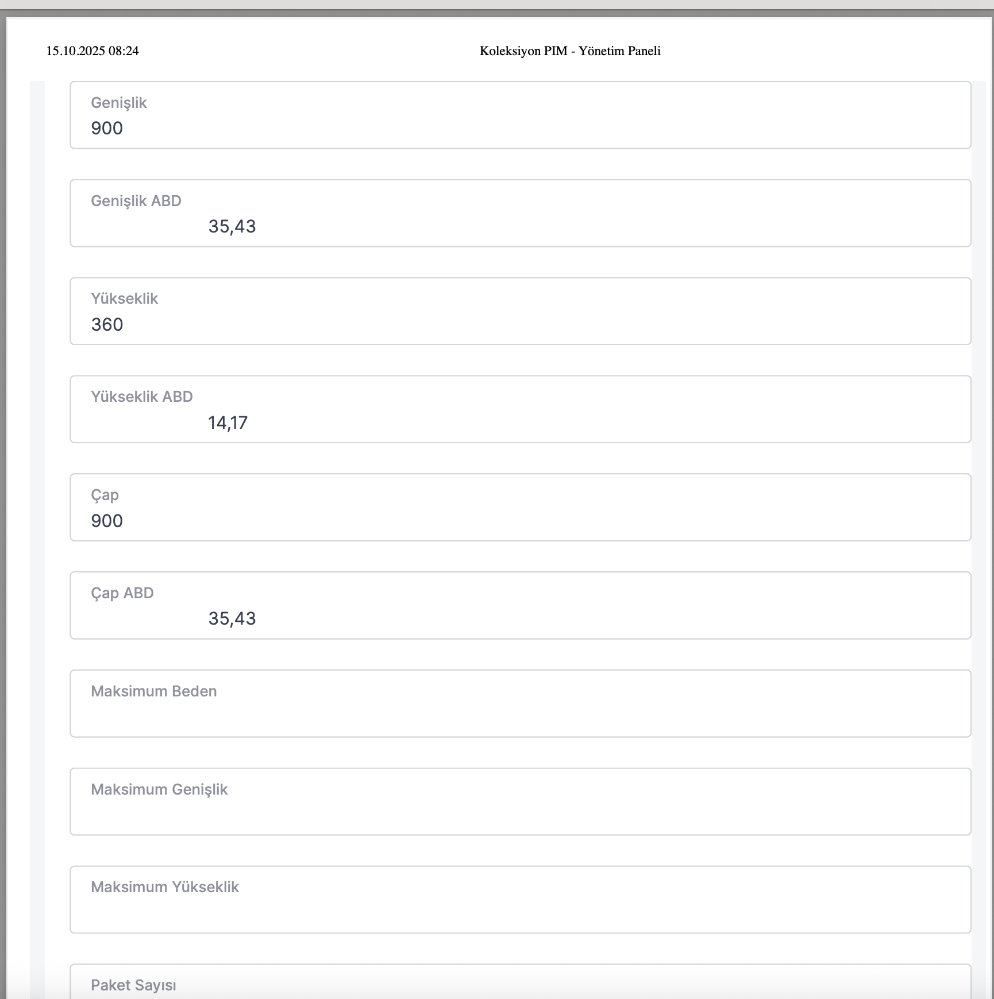 15.10.2025 08:24
Koleksiyon PIM - Yönetim Paneli
Genişlik
900
Genişlik ABD
35,43
Yükseklik
360
Yükseklik ABD
14,17
Çap
900
Çap ABD
35,43
Maksimum Beden
Maksimum Genişlik
Maksimum Yükseklik
Paket Sayısı